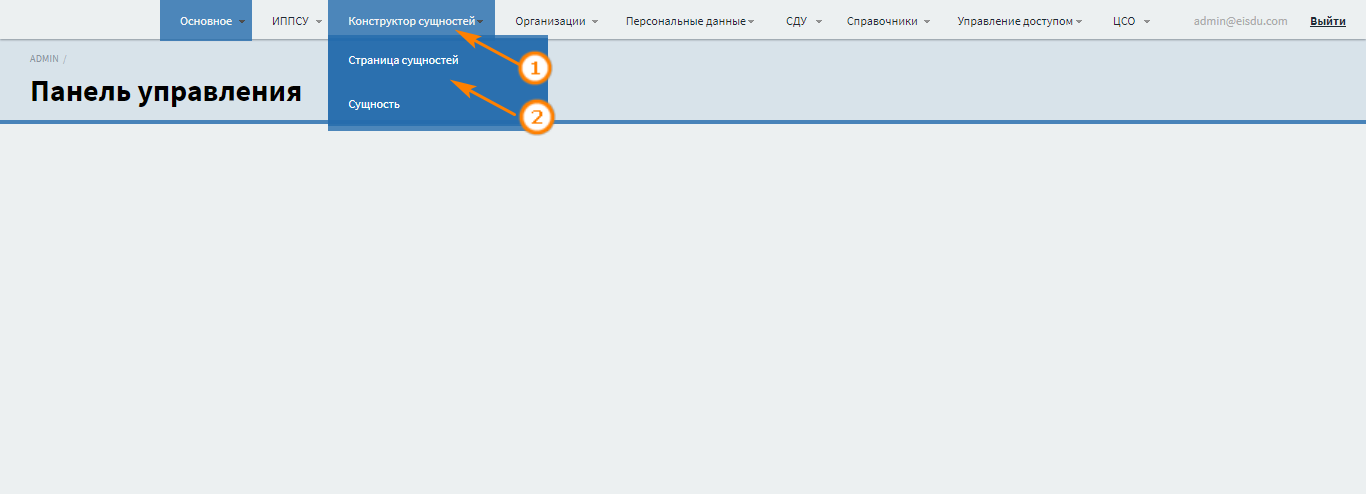 Основное ИППСУ Конструктор сущностей Организации Персональные данные СДУ Справочники Управление доступом ЦСО admin@eisdu.com Выйти
ADMIN /
Страница сущностей
1
Панель управления
Сущность
2